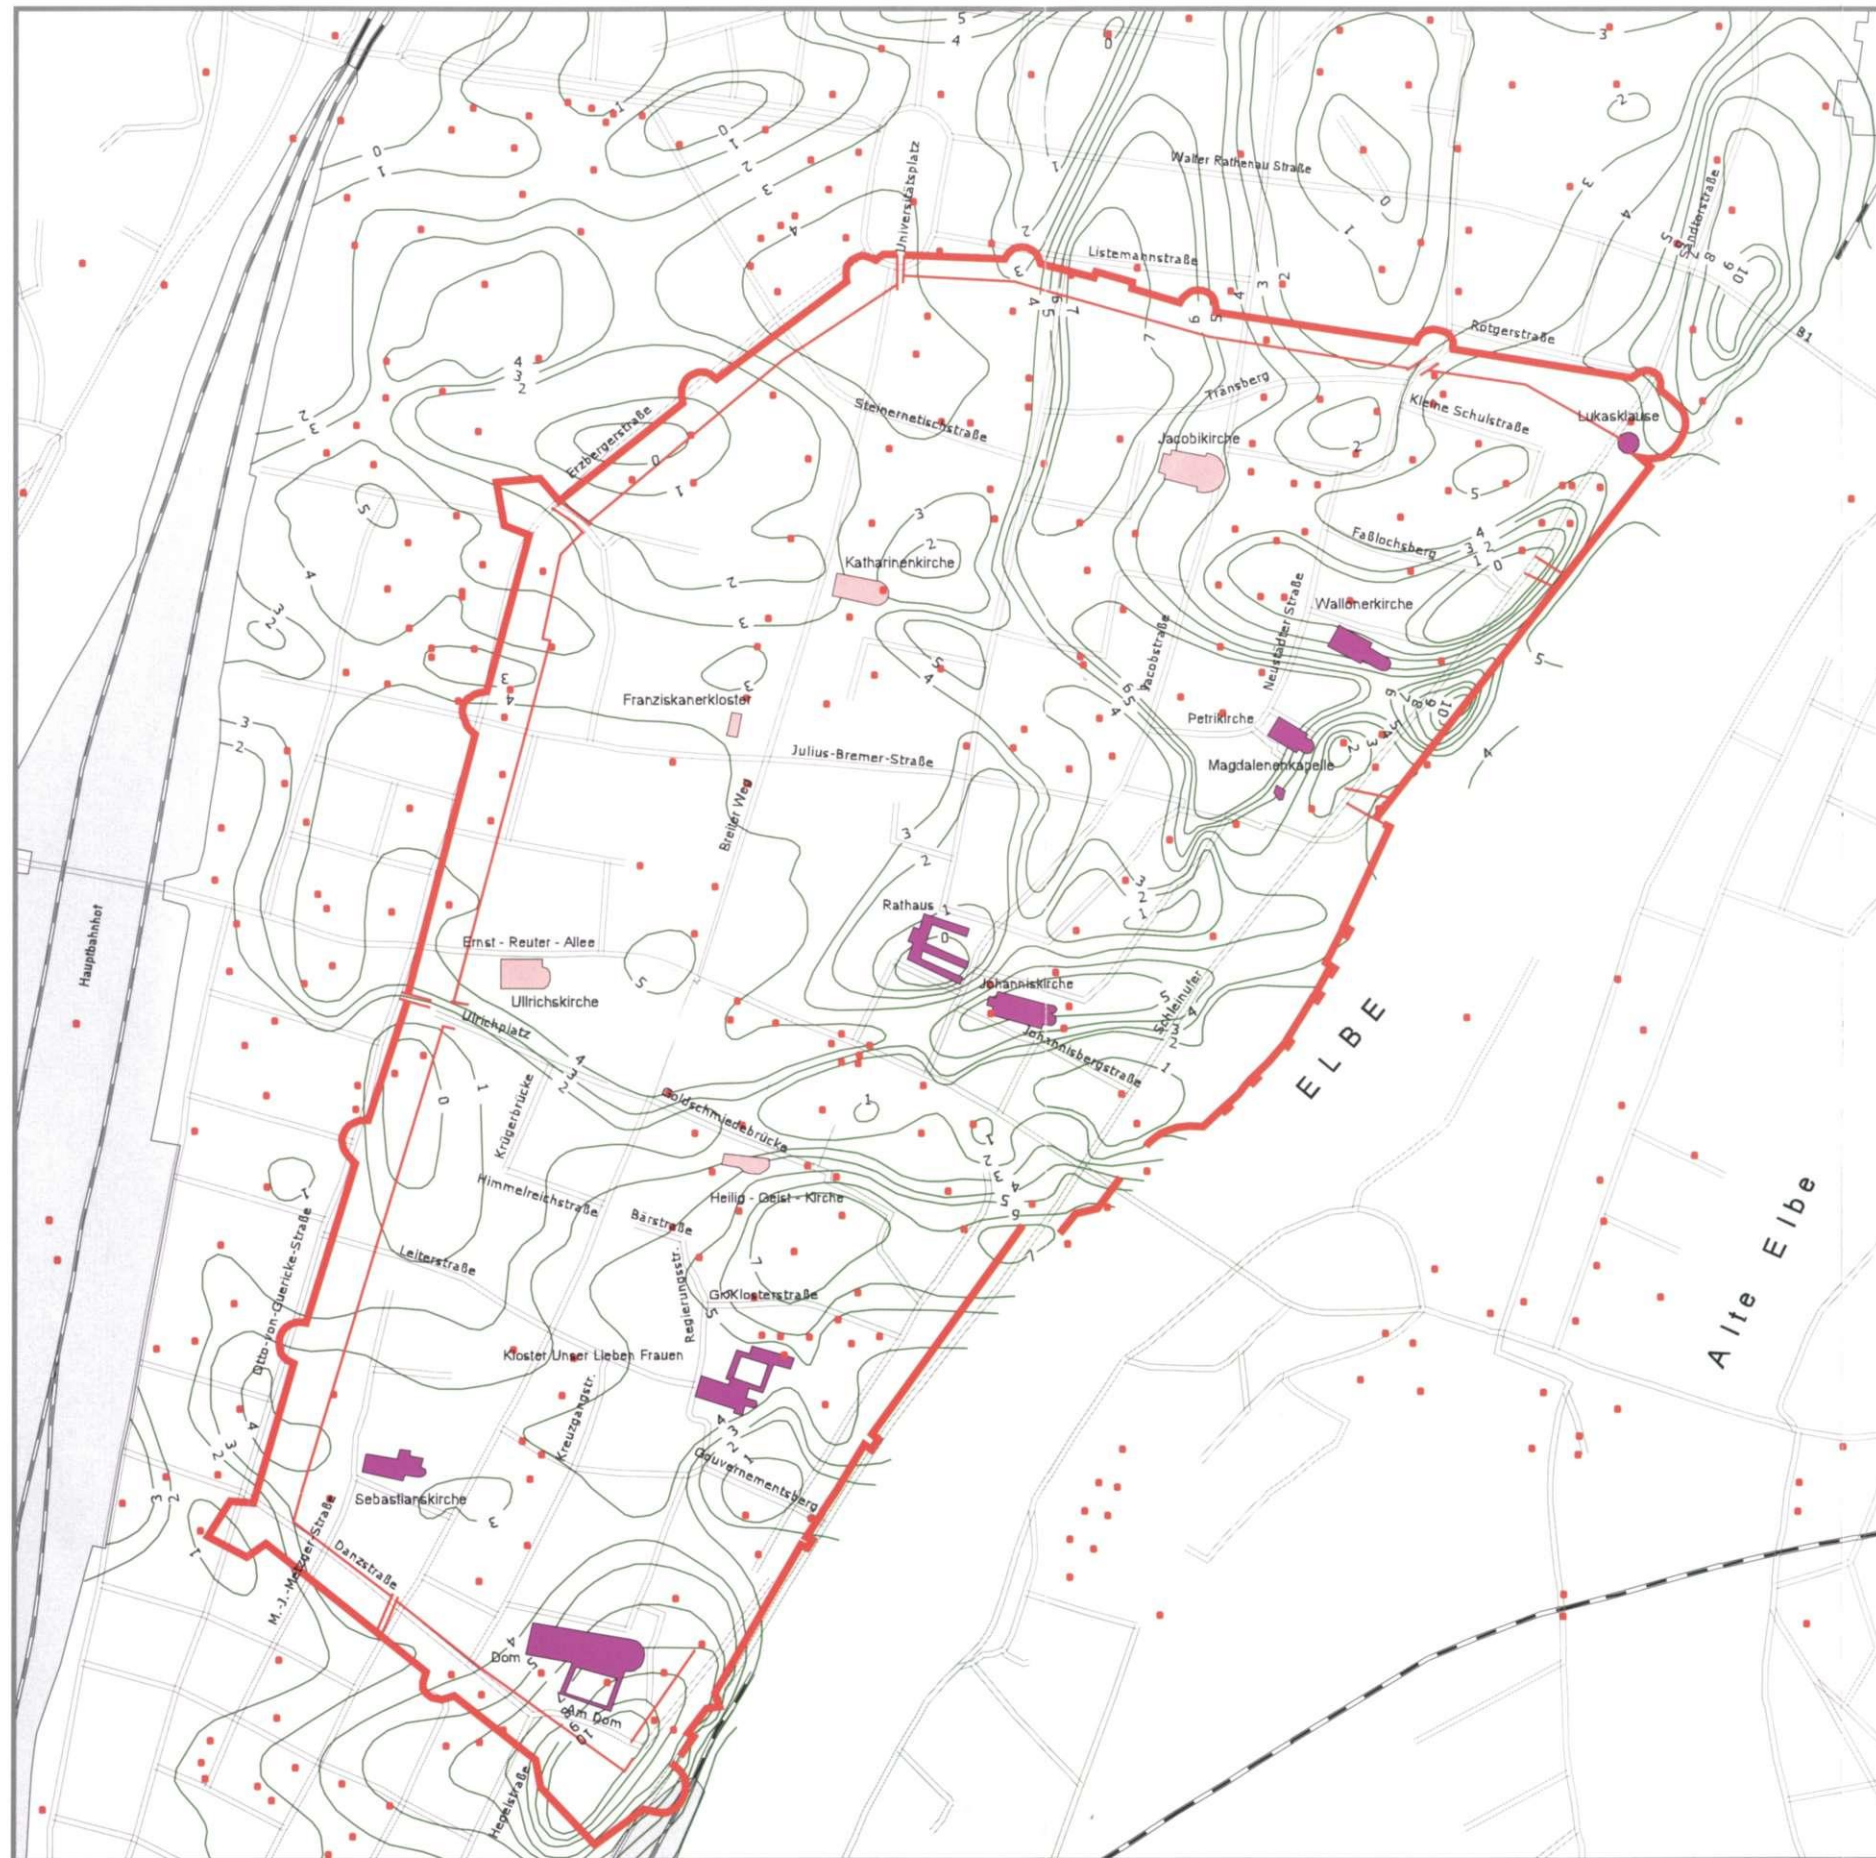 Universitätsplatz
Walter Rathenau Straße
Listemannstraße
Rötgerstraße
B1
Erzbergerstraße
Steinernetischstraße
Tränsberg
Kleine Schulstraße
Lukasklause
Jacobikirche
Faßlochsberg
Katharinenkirche
Wallonerkirche
Jacobstraße
Neustädter Straße
Franziskanerkloster
Petrikirche
Julius-Bremer-Straße
Magdalenenkapelle
Breiter Weg
Rathaus
Hauptbahnhof
Ernst - Reuter - Allee
Ullrichskirche
Johanniskirche
Schleinufer
Ulrichplatz
Johannisbergstraße
ELBE
Krügerbrücke
Goldschmiedebrücke
Himmelreichstraße
Heilig - Geist - Kirche
Bärstraße
Leiterstraße
Otto-von-Guericke-Straße
Regierungsstr.
Gr.Klosterstraße
Alte Elbe
Kloster Unser Lieben Frauen
Kreuzgangstr.
Gouvernementsberg
Sebastianskirche
M.-J.-Metzger-Straße
Danzstraße
Dom
Am Dom
Hegelstraße